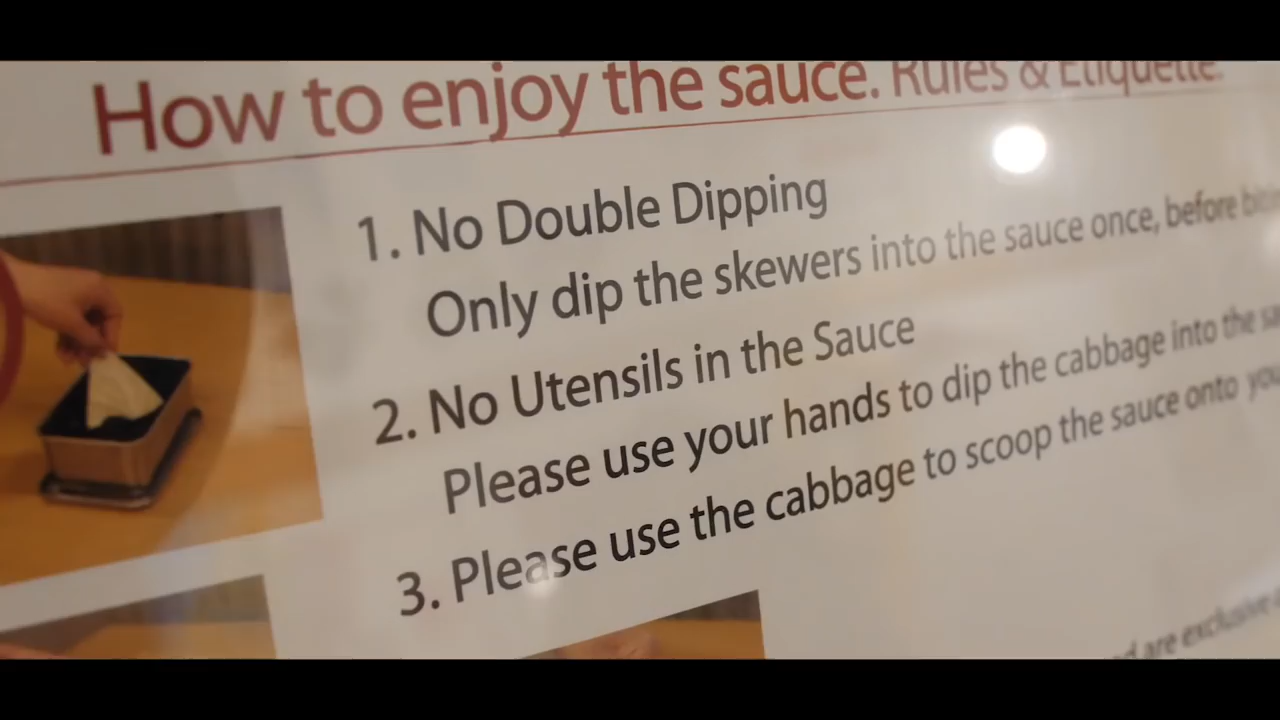 How to enjoy the sauce. Rules & Etiquette.
1. No Double Dipping
Only dip the skewers into the sauce once, before
2. No Utensils in the Sauce
Please use your hands to dip the cabbage into the
3. Please use the cabbage to scoop the sauce onto
are exclusive